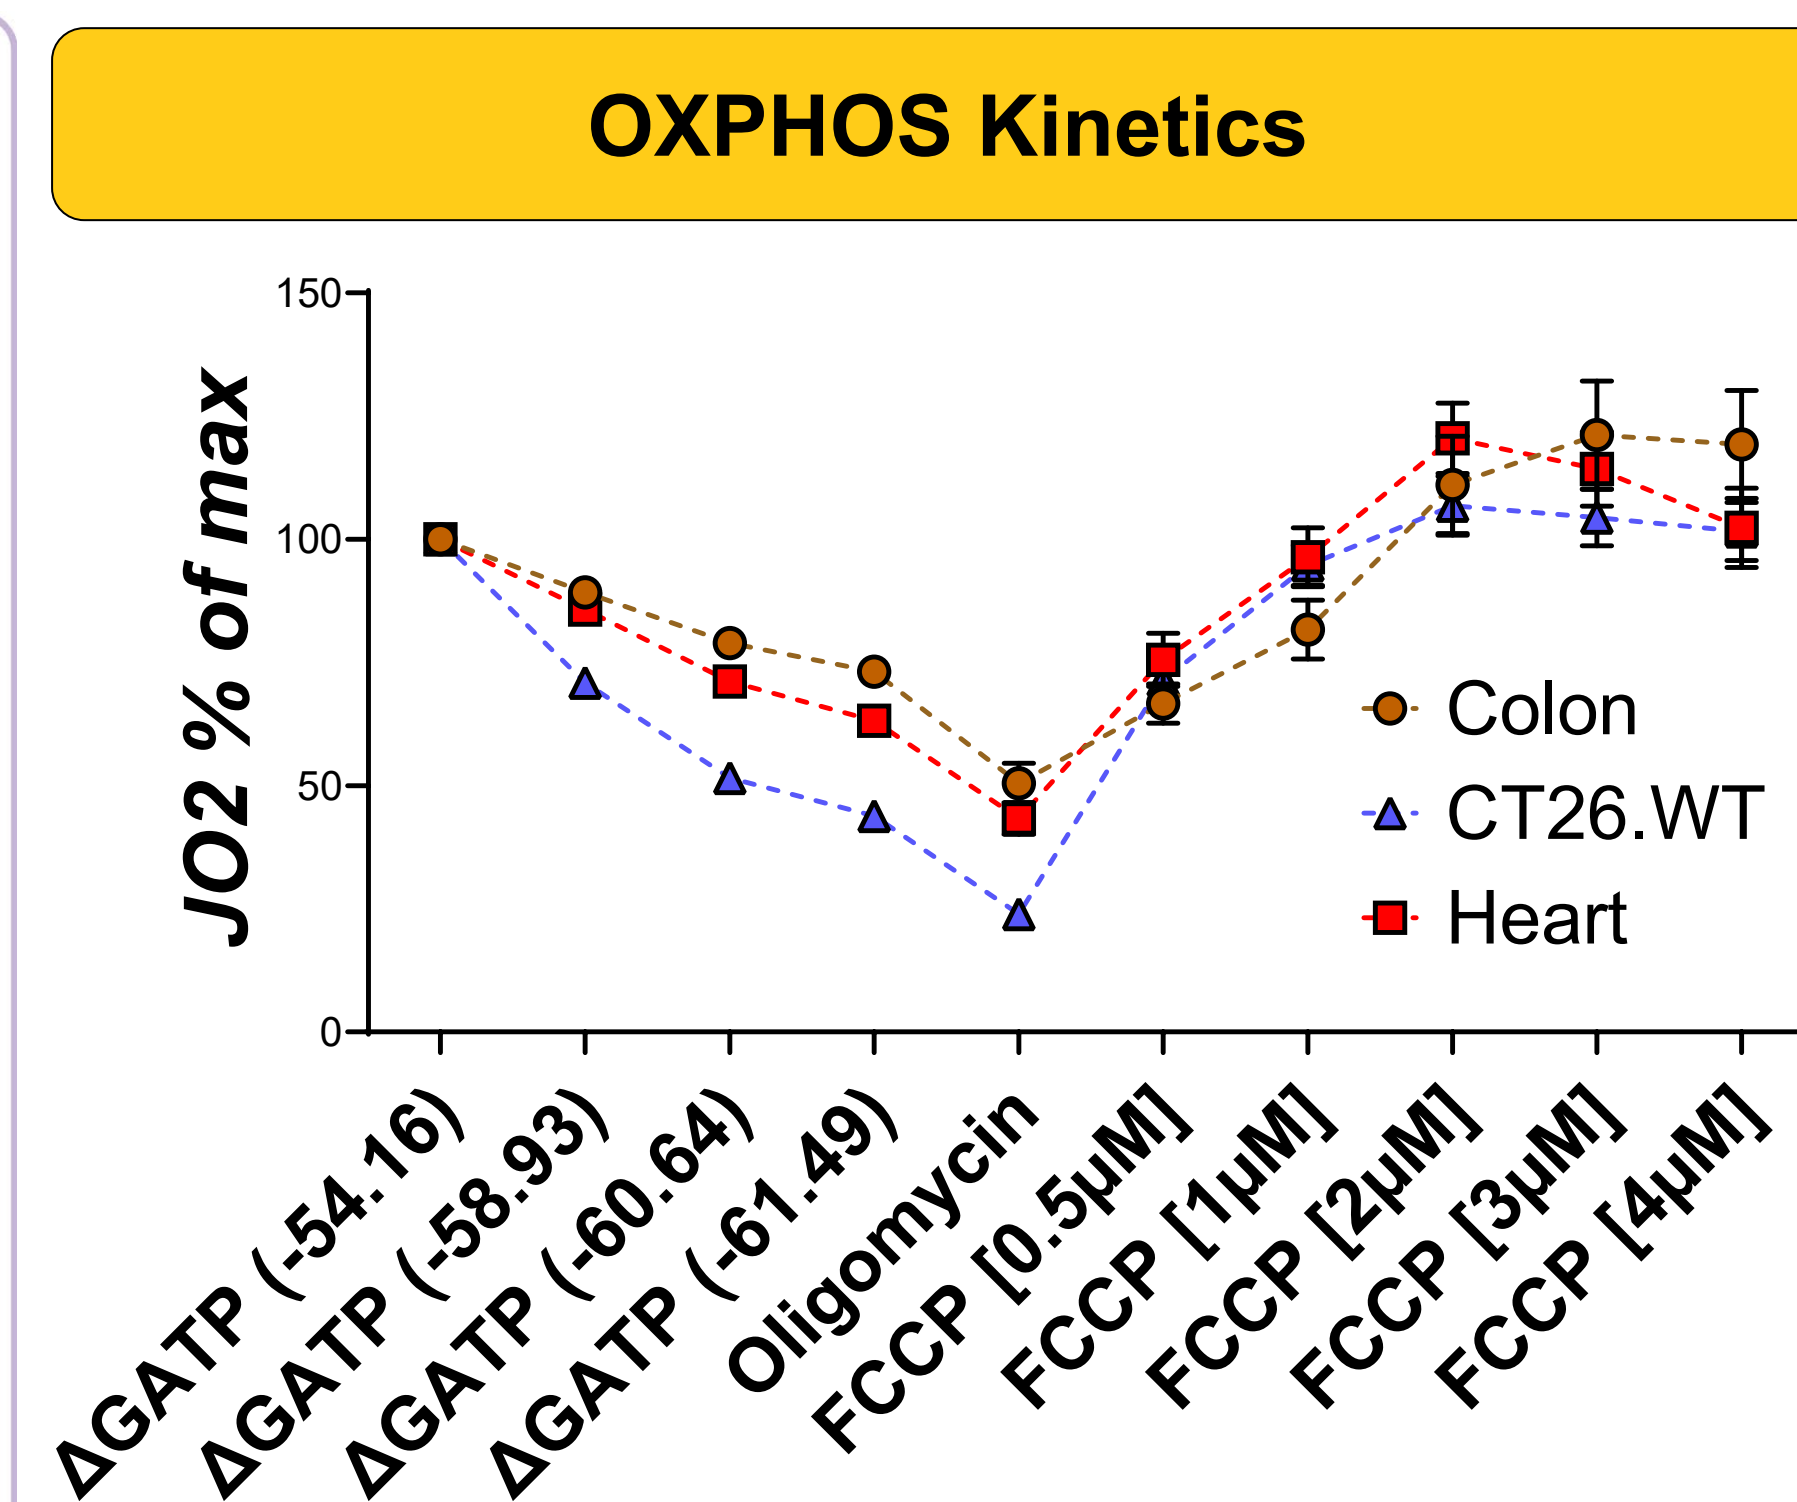 OXPHOS Kinetics
150
100
50
0
JO2 % of max
Colon
CT26.WT
Heart
ΔGATP (-54.16)
ΔGATP (-58.93)
ΔGATP (-60.64)
ΔGATP (-61.49)
Oligomycin
FCCP [0.5µM]
FCCP [1µM]
FCCP [2µM]
FCCP [3µM]
FCCP [4µM]